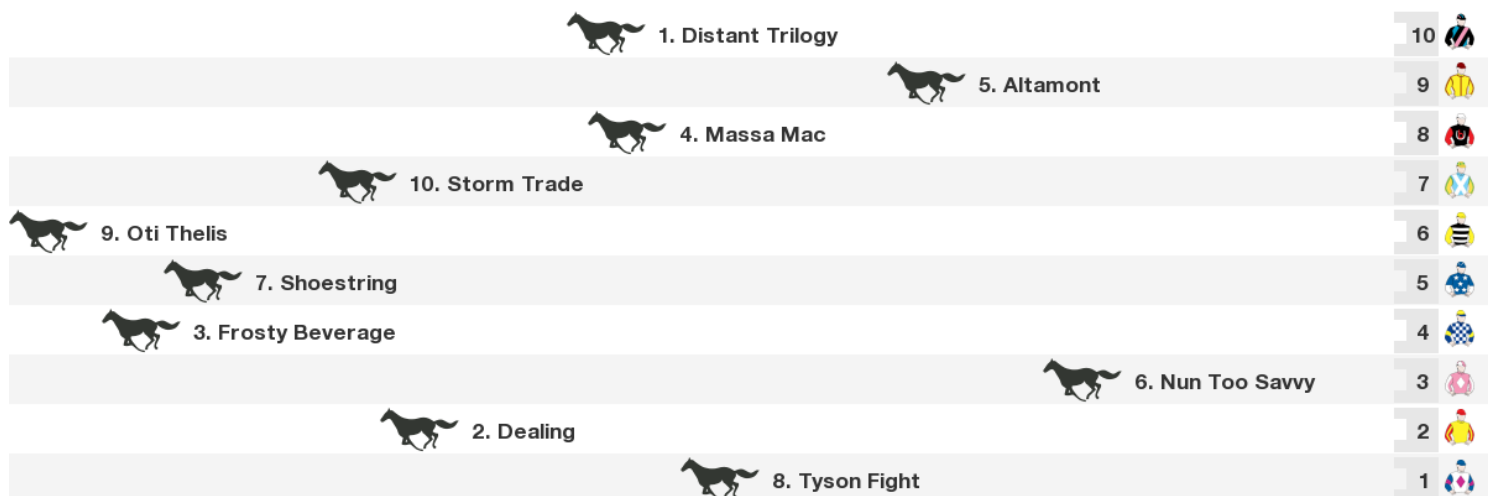 1. Distant Trilogy 10
5. Altamont 9
4. Massa Mac 8
10. Storm Trade 7
9. Oti Thelis 6
7. Shoestring 5
3. Frosty Beverage 4
6. Nun Too Savvy 3
2. Dealing 2
8. Tyson Fight 1